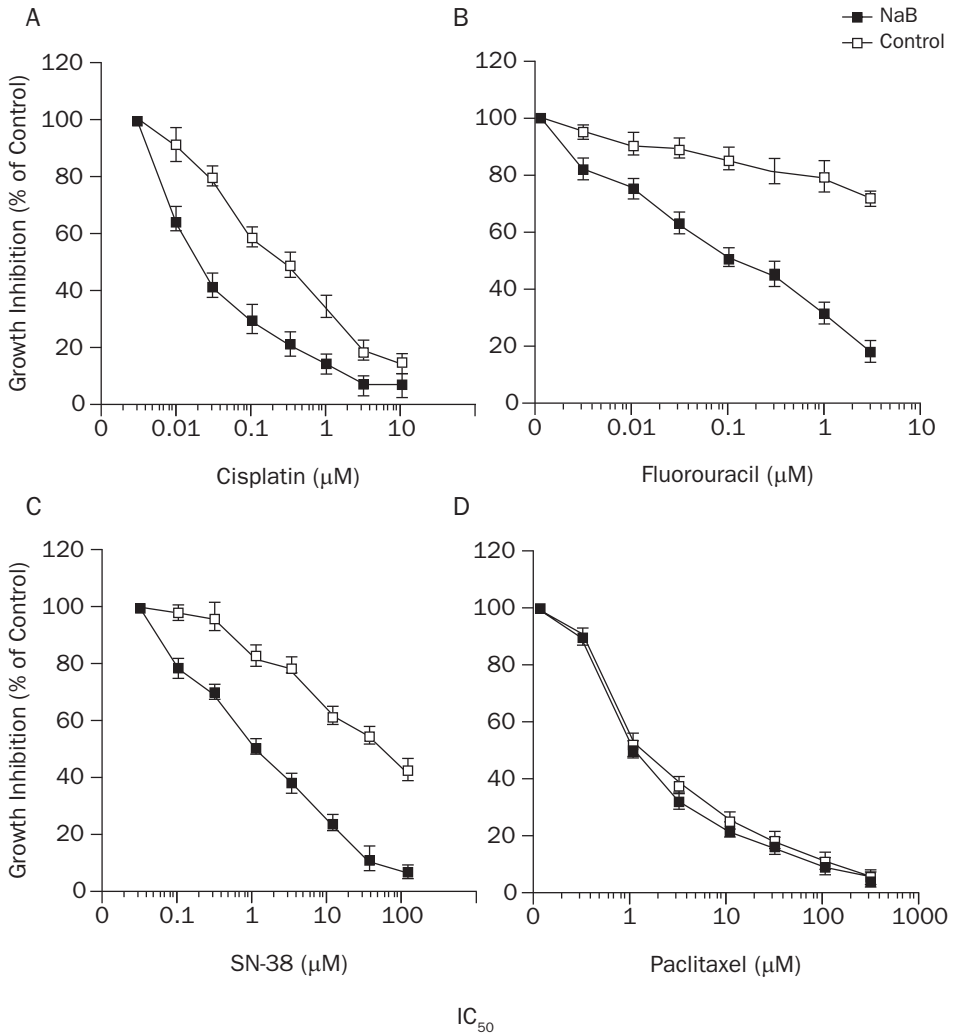 A
B
NaB
Control
Growth Inhibition (% of Control)
120
100
80
60
40
20
0
0 0.01 0.1 1 10
Cisplatin (μM)
120
100
80
60
40
20
0
0 0.01 0.1 1 10
Fluorouracil (μM)
C
D
Growth Inhibition (% of Control)
120
100
80
60
40
20
0
0 0.1 1 10 100
SN-38 (μM)
120
100
80
60
40
20
0
0 1 10 100 1000
Paclitaxel (μM)
IC50